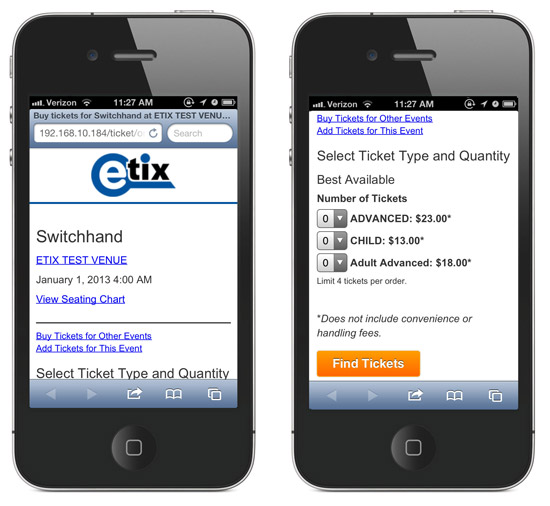 Verizon 11:27 AM
Buy tickets for Switchhand at ETIX TEST VENU...
192.168.10.184/ticket/o
Search
etix
Switchhand
ETIX TEST VENUE
January 1, 2013 4:00 AM
View Seating Chart
Buy Tickets for Other Events
Add Tickets for This Event
Select Ticket Type and Quantity
Verizon 11:27 AM
Buy Tickets for Other Events
Add Tickets for This Event
Select Ticket Type and Quantity
Best Available
Number of Tickets
0 ADVANCED: $23.00*
0 CHILD: $13.00*
0 Adult Advanced: $18.00*
Limit 4 tickets per order.
*Does not include convenience or
handling fees.
Find Tickets